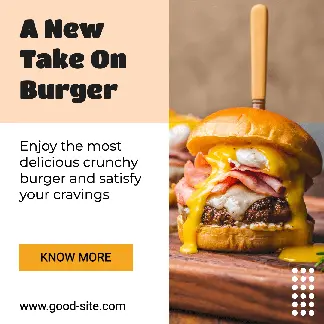 A New
Take On
Burger
Enjoy the most
delicious crunchy
burger and satisfy
your cravings
KNOW MORE
www.good-site.com